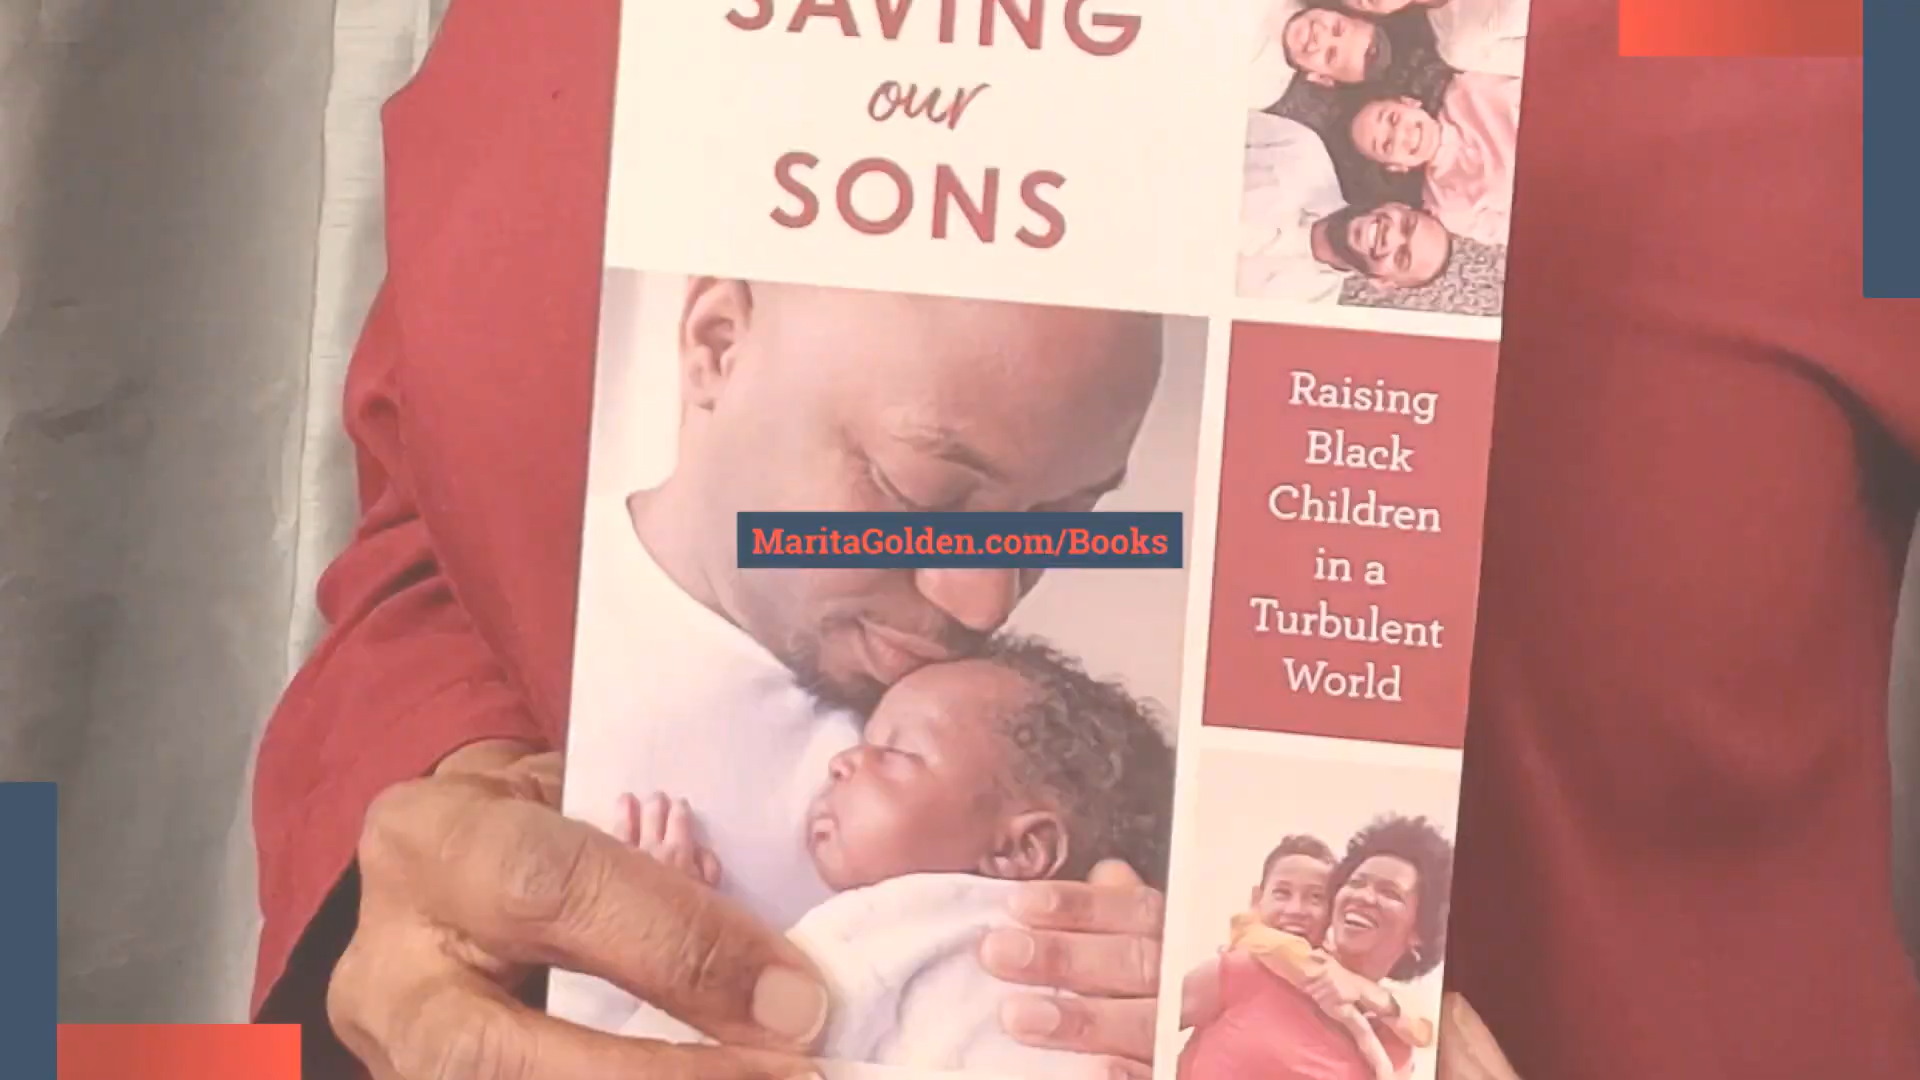 SAVING
our
SONS
Raising
Black
Children
in a
Turbulent
World
MaritaGolden.com/Books